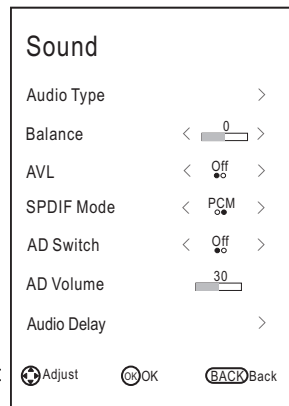 Sound
Audio Type >
Balance < 0 >
AVL < Off >
SPDIF Mode < PCM >
AD Switch < Off >
AD Volume 30
Audio Delay >
Adjust OK OK BACK Back